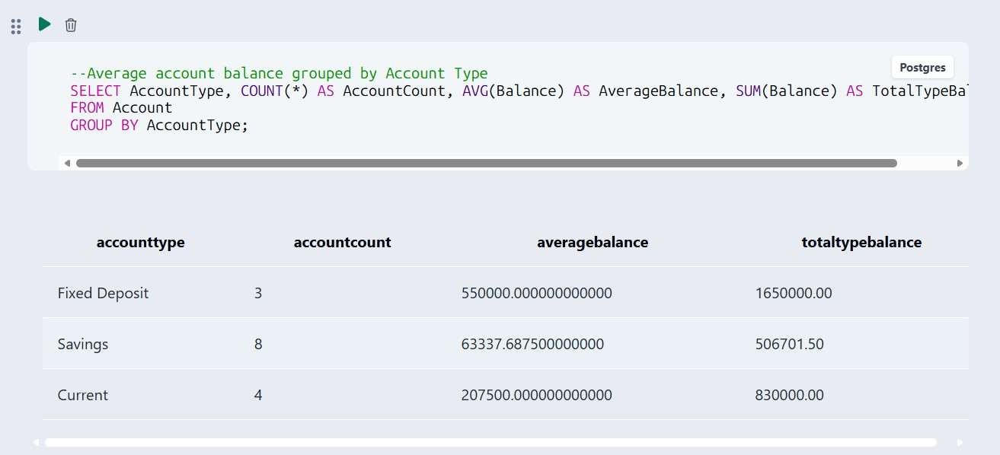 --Average account balance grouped by Account Type
Postgres
SELECT AccountType, COUNT(*) AS AccountCount, AVG(Balance) AS AverageBalance, SUM(Balance) AS TotalTypeBal
FROM Account
GROUP BY AccountType;
accounttype accountcount averagebalance totaltypebalance
Fixed Deposit 3 550000.000000000000 1650000.00
Savings 8 63337.687500000000 506701.50
Current 4 207500.000000000000 830000.00